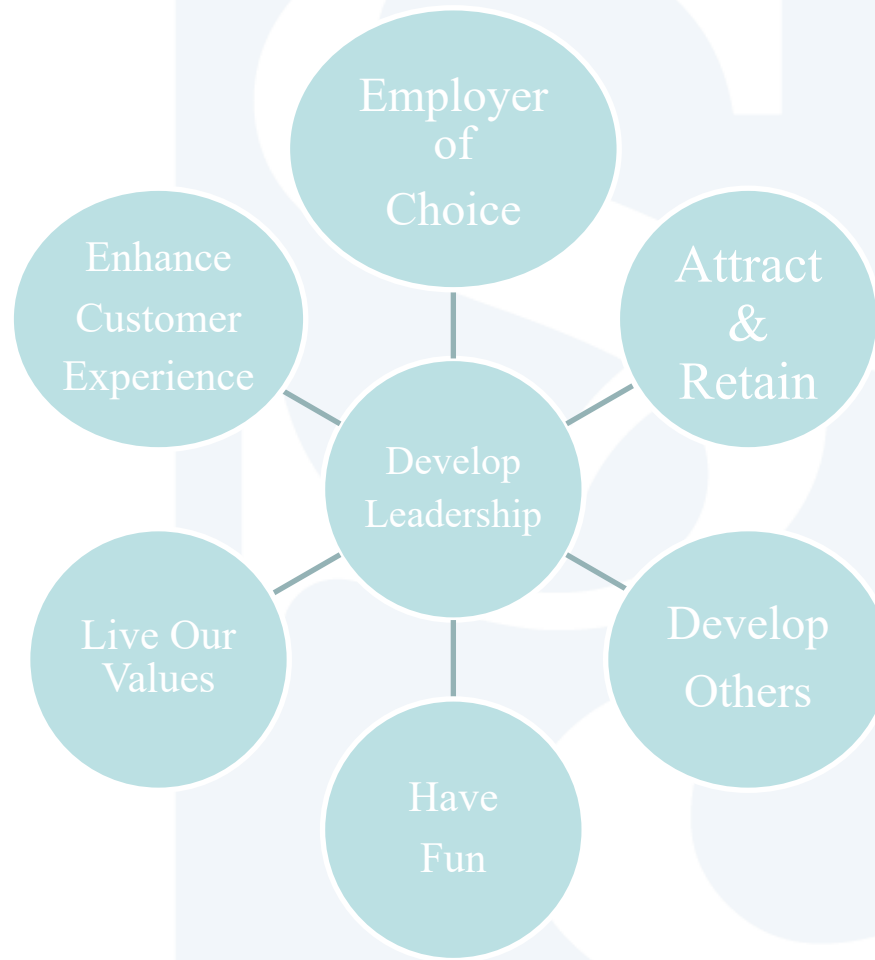 Employer
of
Choice
Attract
&
Retain
Develop
Others
Have
Fun
Live Our
Values
Enhance
Customer
Experience
Develop
Leadership